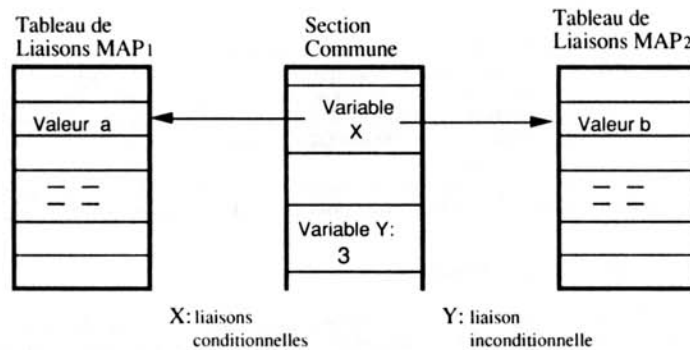 Tableau de
Liaisons MAP1
Section
Commune
Tableau de
Liaisons MAP2
Valeur a
Variable
X
Valeur b
Variable Y:
3
X: liaisons
conditionnelles
Y: liaison
inconditionnelle